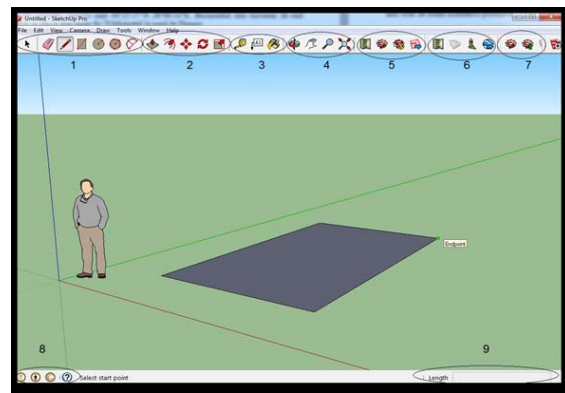 Untitled - SketchUp Pro
File Edit View Camera Draw Tools Window Help
1 2 3 4 5 6 7
Endpoint
8 9
Select start point Length